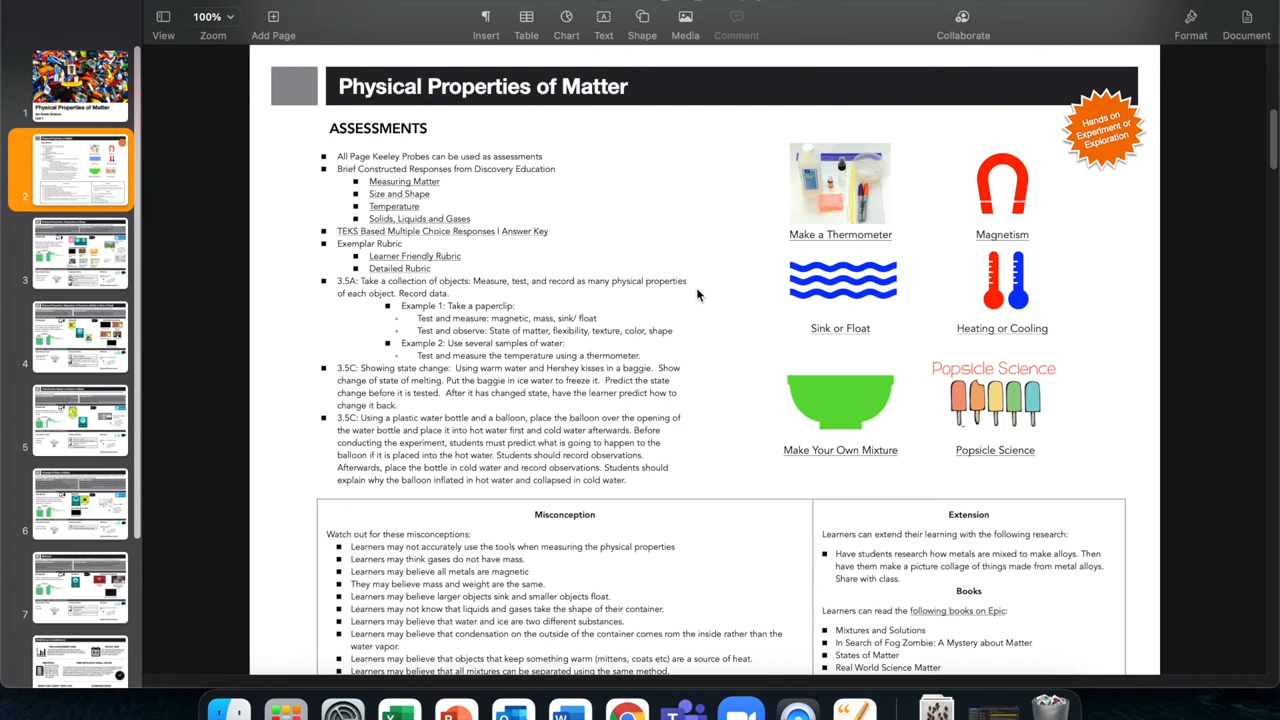 100%
View
Zoom
Add Page
Insert
Table
Chart
Text
Shape
Media
Comment
Collaborate
Format
Document
Physical Properties of Matter
1
2
3
4
5
6
7
Physical Properties of Matter
Hands on
Experiment or
Exploration
ASSESSMENTS
All Page Keeley Probes can be used as assessments
Brief Constructed Responses from Discovery Education
Measuring Matter
Size and Shape
Temperature
Solids, Liquids and Gases
TEKS Based Multiple Choice Responses | Answer Key
Exemplar Rubric
Learner Friendly Rubric
Detailed Rubric
3.5A: Take a collection of objects: Measure, test, and record as many physical properties
of each object. Record data.
Example 1: Take a paperclip:
Test and measure: magnetic, mass, sink/ float
Test and observe: State of matter, flexibility, texture, color, shape
Example 2: Use several samples of water:
Test and measure the temperature using a thermometer.
3.5C: Showing state change: Using warm water and Hershey kisses in a baggie. Show
change of state of melting. Put the baggie in ice water to freeze it. Predict the state
change before it is tested. After it has changed state, have the learner predict how to
change it back.
3.5C: Using a plastic water bottle and a balloon, place the balloon over the opening of
the water bottle and place it into hot water first and cold water afterwards. Before
conducting the experiment, students must predict what is going to happen to the
balloon if it is placed into the hot water. Students should record observations.
Afterwards, place the bottle in cold water and record observations. Students should
explain why the balloon inflated in hot water and collapsed in cold water.
Make a Thermometer
Magnetism
Sink or Float
Heating or Cooling
Popsicle Science
Make Your Own Mixture
Popsicle Science
Misconception
Watch out for these misconceptions:
Learners may not accurately use the tools when measuring the physical properties
Learners may think gases do not have mass.
Learners may believe all metals are magnetic
They may believe mass and weight are the same.
Learners may believe larger objects sink and smaller objects float.
Learners may not know that liquids and gases take the shape of their container.
Learners may believe that water and ice are two different substances.
Learners may believe that condensation on the outside of the container comes rom the inside rather than the
water vapor.
Learners may believe that objects that keep something warm (mittens, coats etc) are a source of heat.
Learners may believe that all mixtures can be separated using the same method.
Extension
Learners can extend their learning with the following research:
Have students research how metals are mixed to make alloys. Then
have them make a picture collage of things made from metal alloys.
Share with class.
Books
Learners can read the following books on Epic:
Mixtures and Solutions
In Search of Fog Zombie: A Mystery about Matter
States of Matter
Real World Science Matter